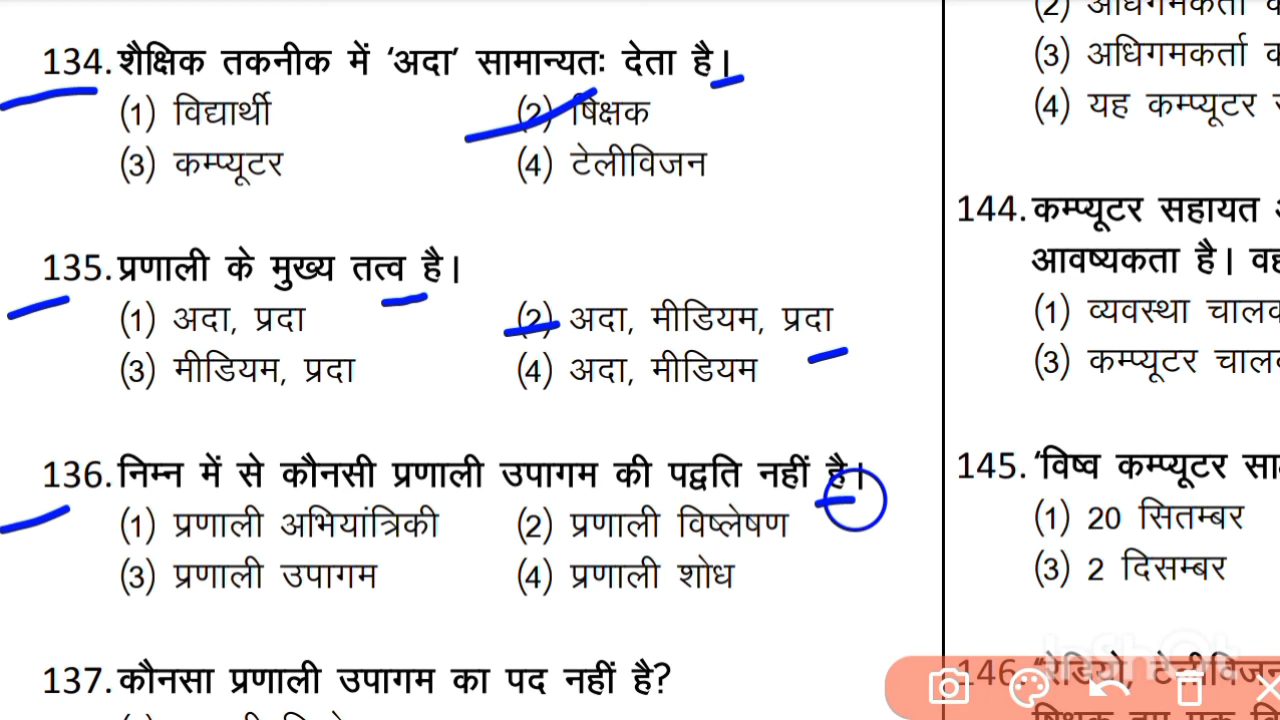 134. शैक्षिक तकनीक में ‘अदा’ सामान्यतः देता है।
(1) विद्यार्थी (2) षिक्षक
(3) कम्प्यूटर (4) टेलीविजन
135. प्रणाली के मुख्य तत्व है।
(1) अदा, प्रदा (2) अदा, मीडियम, प्रदा
(3) मीडियम, प्रदा (4) अदा, मीडियम
136. निम्न में से कौनसी प्रणाली उपागम की पद्वति नहीं है।
(1) प्रणाली अभियांत्रिकी (2) प्रणाली विष्लेषण
(3) प्रणाली उपागम (4) प्रणाली शोध
137. कौनसा प्रणाली उपागम का पद नहीं है?
(2) अधिगमकर्ता
(3) अधिगमकर्ता
(4) यह कम्प्यूटर
144. कम्प्यूटर सहायत
आवष्यकता है।
(1) व्यवस्था
(3) कम्प्यूटर
145. ‘विष्व कम्प्यूटर
(1) 20 सितम्बर
(3) 2 दिसम्बर
146. “रेडियो,